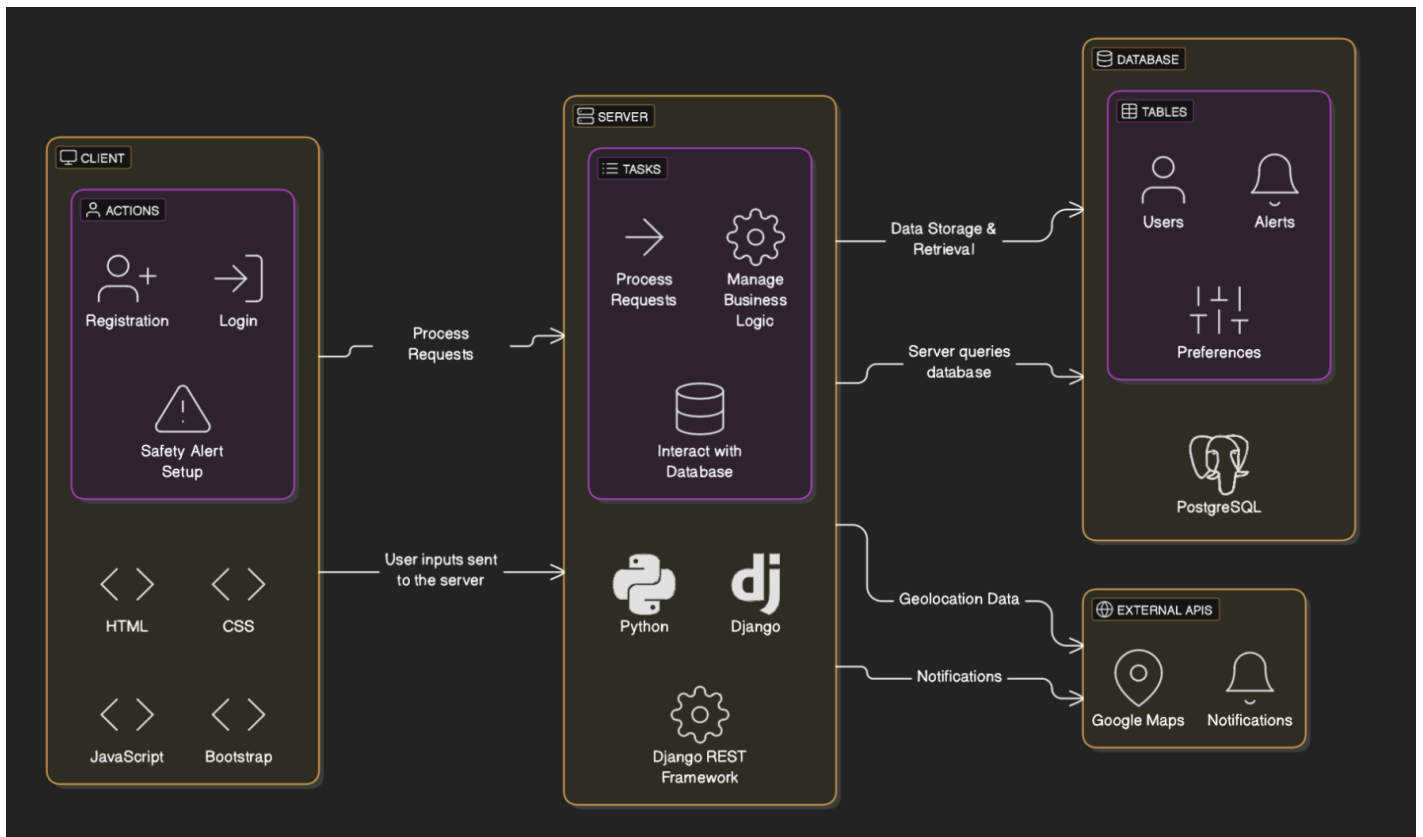 CLIENT
ACTIONS
Registration
Login
Safety Alert
Setup
HTML
CSS
JavaScript
Bootstrap
Process
Requests
User inputs sent
to the server
SERVER
TASKS
Process
Requests
Manage
Business
Logic
Interact with
Database
Python
dj
Django
Django REST
Framework
Data Storage &
Retrieval
Server queries
database
Geolocation Data
Notifications
DATABASE
TABLES
Users
Alerts
Preferences
PostgreSQL
EXTERNAL APIS
Google Maps
Notifications